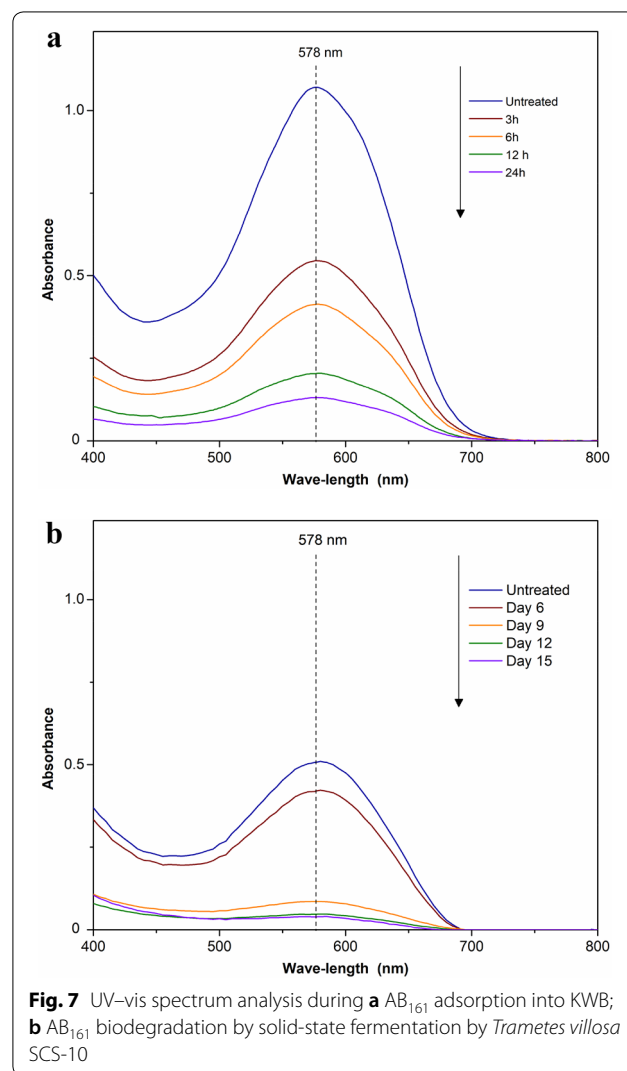 a
578 nm
1.0
0.5
0
Absorbance
Untreated
3h
6h
12 h
24h
400
500
600
700
800
Wave-length (nm)
b
578 nm
1.0
0.5
0
Absorbance
Untreated
Day 6
Day 9
Day 12
Day 15
400
500
600
700
800
Wave-length (nm)
Fig. 7 UV–vis spectrum analysis during a AB₁₆₁ adsorption into KWB;
b AB₁₆₁ biodegradation by solid-state fermentation by Trametes villosa
SCS-10